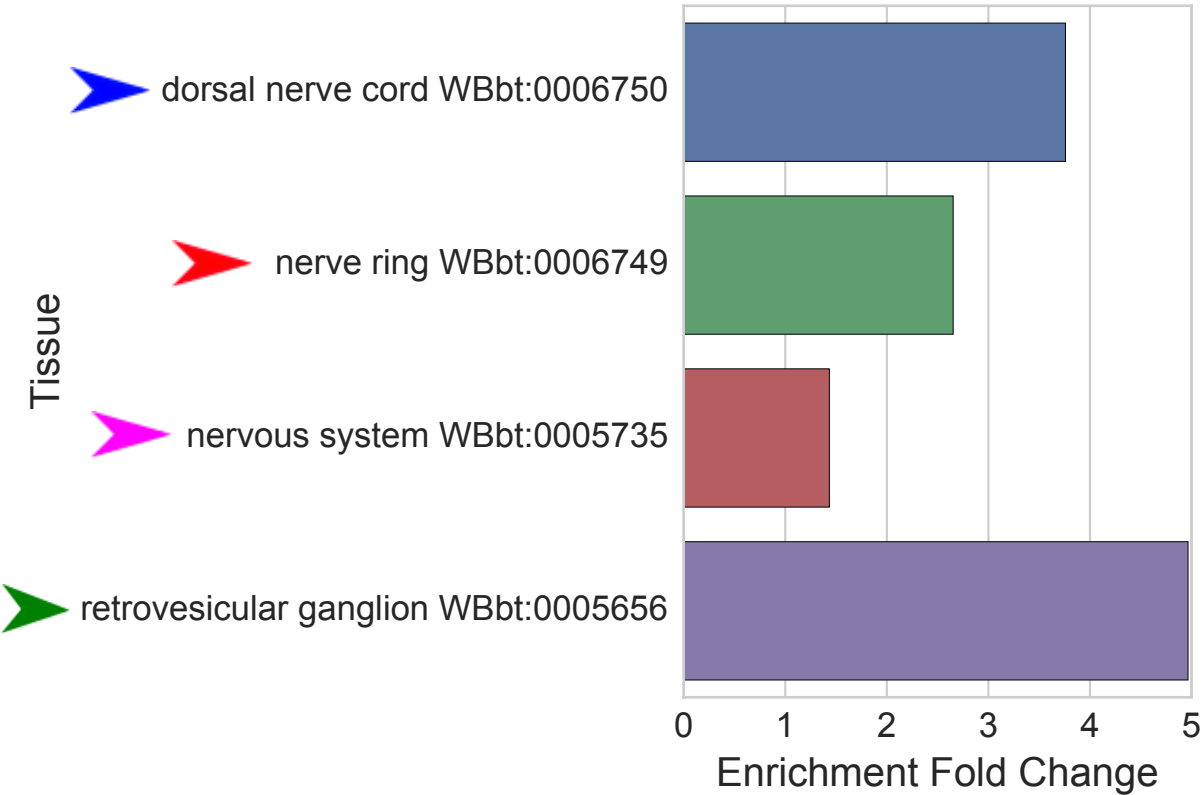 dorsal nerve cord WBbt:0006750
nerve ring WBbt:0006749
nervous system WBbt:0005735
retrovesicular ganglion WBbt:0005656
Tissue
0 1 2 3 4 5
Enrichment Fold Change